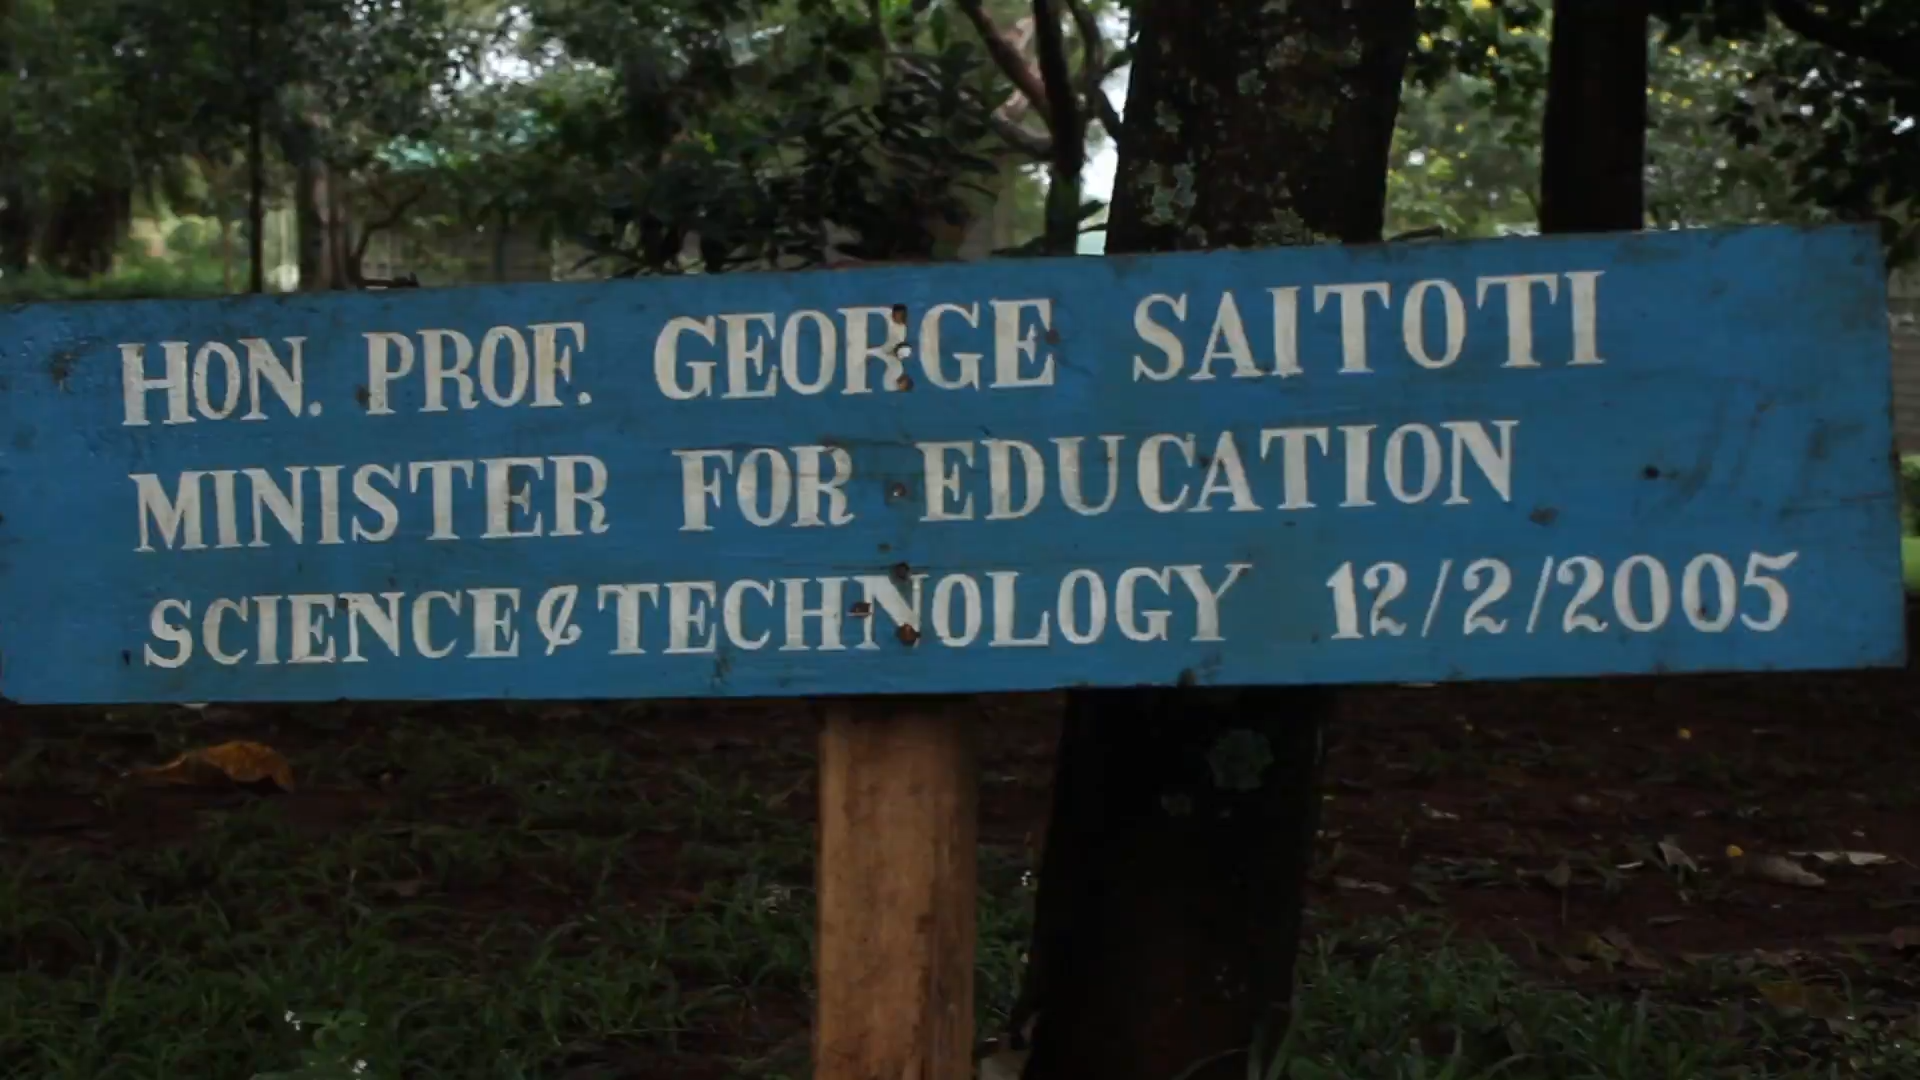 HON. PROF. GEORGE SAITOTI
MINISTER FOR EDUCATION
SCIENCE & TECHNOLOGY 12/2/2005